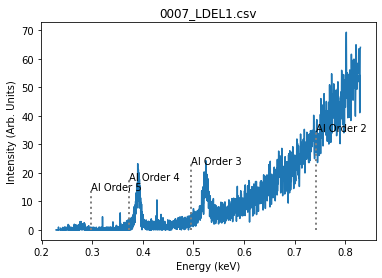 0007_LDEL1.csv
Intensity (Arb. Units)
70
60
50
40
30
20
10
0
Al Order 2
Al Order 3
Al Order 4
Al Order 5
0.2 0.3 0.4 0.5 0.6 0.7 0.8
Energy (keV)